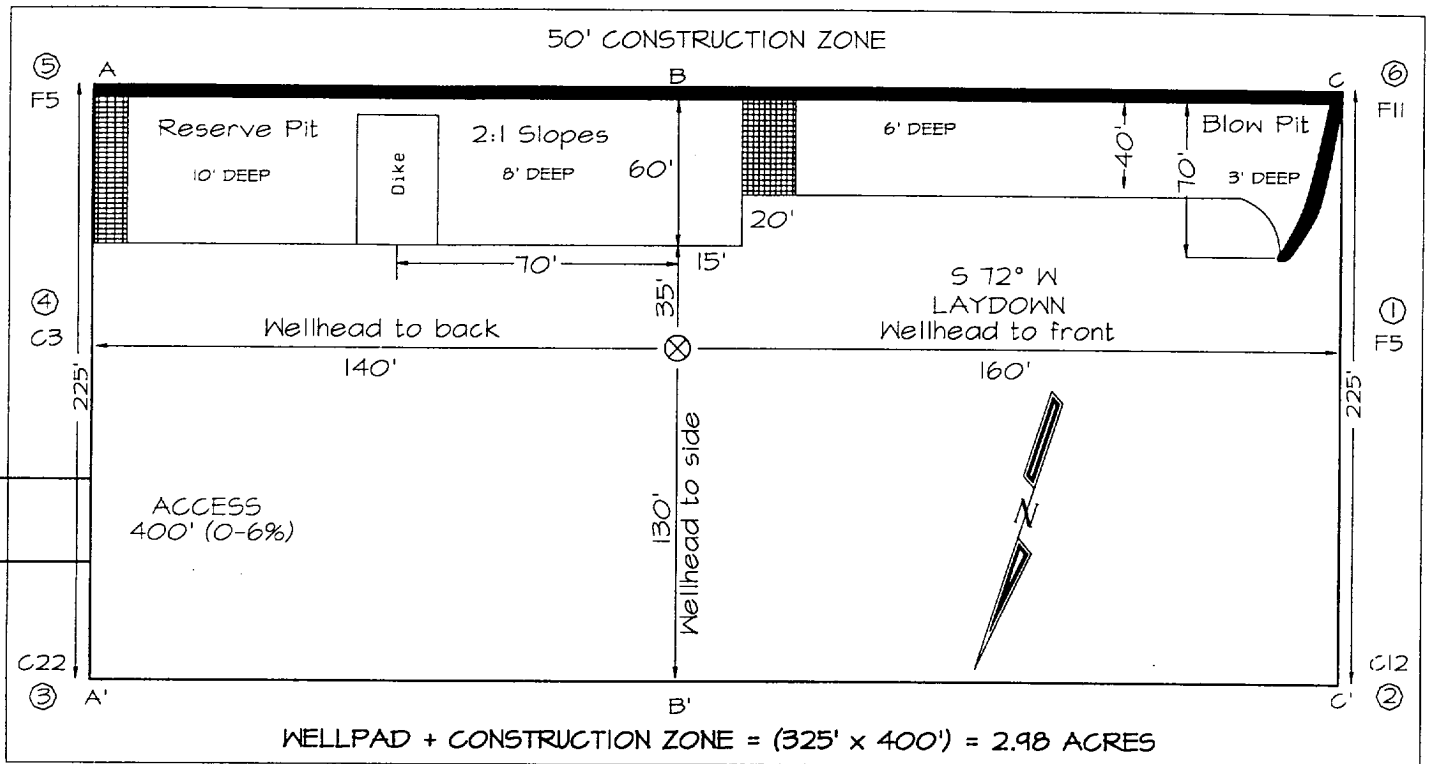 50' CONSTRUCTION ZONE
⑤ A B C ⑥
F5 F11
Reserve Pit 2:1 Slopes 6' DEEP Blow Pit
10' DEEP Dike 8' DEEP 60' 40' 70' 3' DEEP
20'
70' 15'
35'
S 72° W
LAYDOWN
④ Wellhead to back Wellhead to front ①
C3 F5
140' 160'
225' 225'
Wellhead to side
130'
N
ACCESS
400' (0-6%)
C22 C12
③ A' B' C' ②
WELLPAD + CONSTRUCTION ZONE = (325' x 400') = 2.98 ACRES